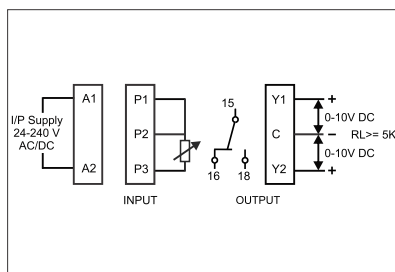 A1
I/P Supply
24-240 V
AC/DC
A2
P1
P2
P3
INPUT
15
16
18
OUTPUT
Y1
C
Y2
+
0-10V DC
– RL>= 5K
0-10V DC
+